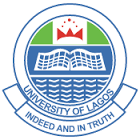 UNIVERSITY OF LAGOS
INDEED AND IN TRUTH